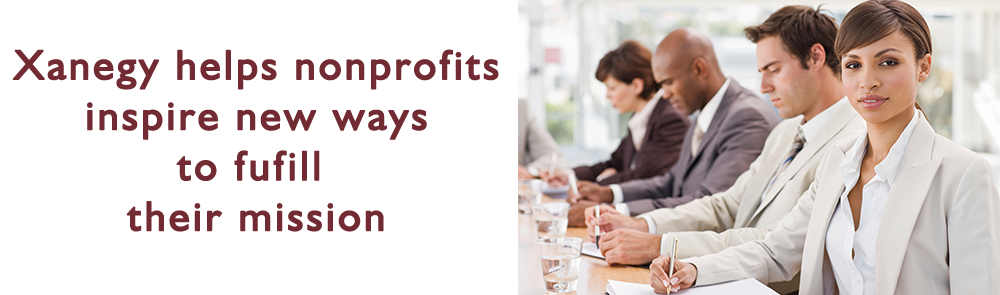 Xanegy helps nonprofits
inspire new ways
to fufill
their mission